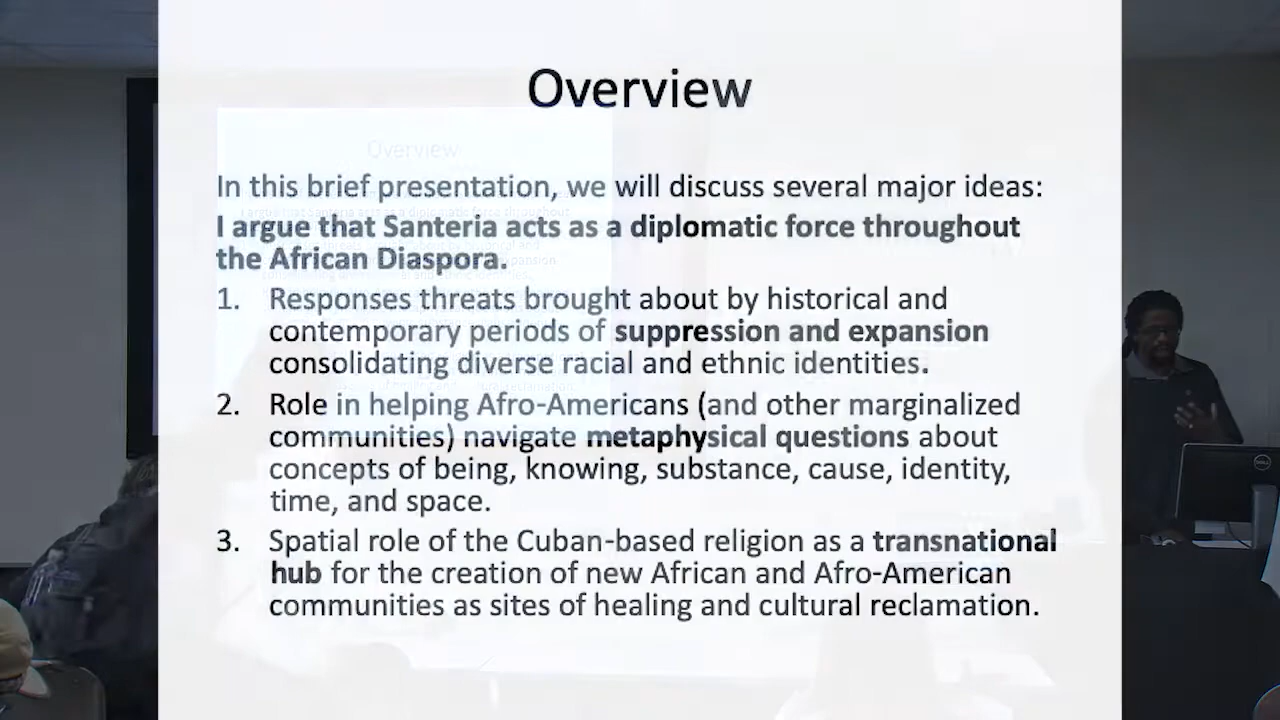 Overview
In this brief presentation, we will discuss several major ideas:
I argue that Santeria acts as a diplomatic force throughout
the African Diaspora.
1. Responses threats brought about by historical and
contemporary periods of suppression and expansion
consolidating diverse racial and ethnic identities.
2. Role in helping Afro-Americans (and other marginalized
communities) navigate metaphysical questions about
concepts of being, knowing, substance, cause, identity,
time, and space.
3. Spatial role of the Cuban-based religion as a transnational
hub for the creation of new African and Afro-American
communities as sites of healing and cultural reclamation.
Overview
DELL